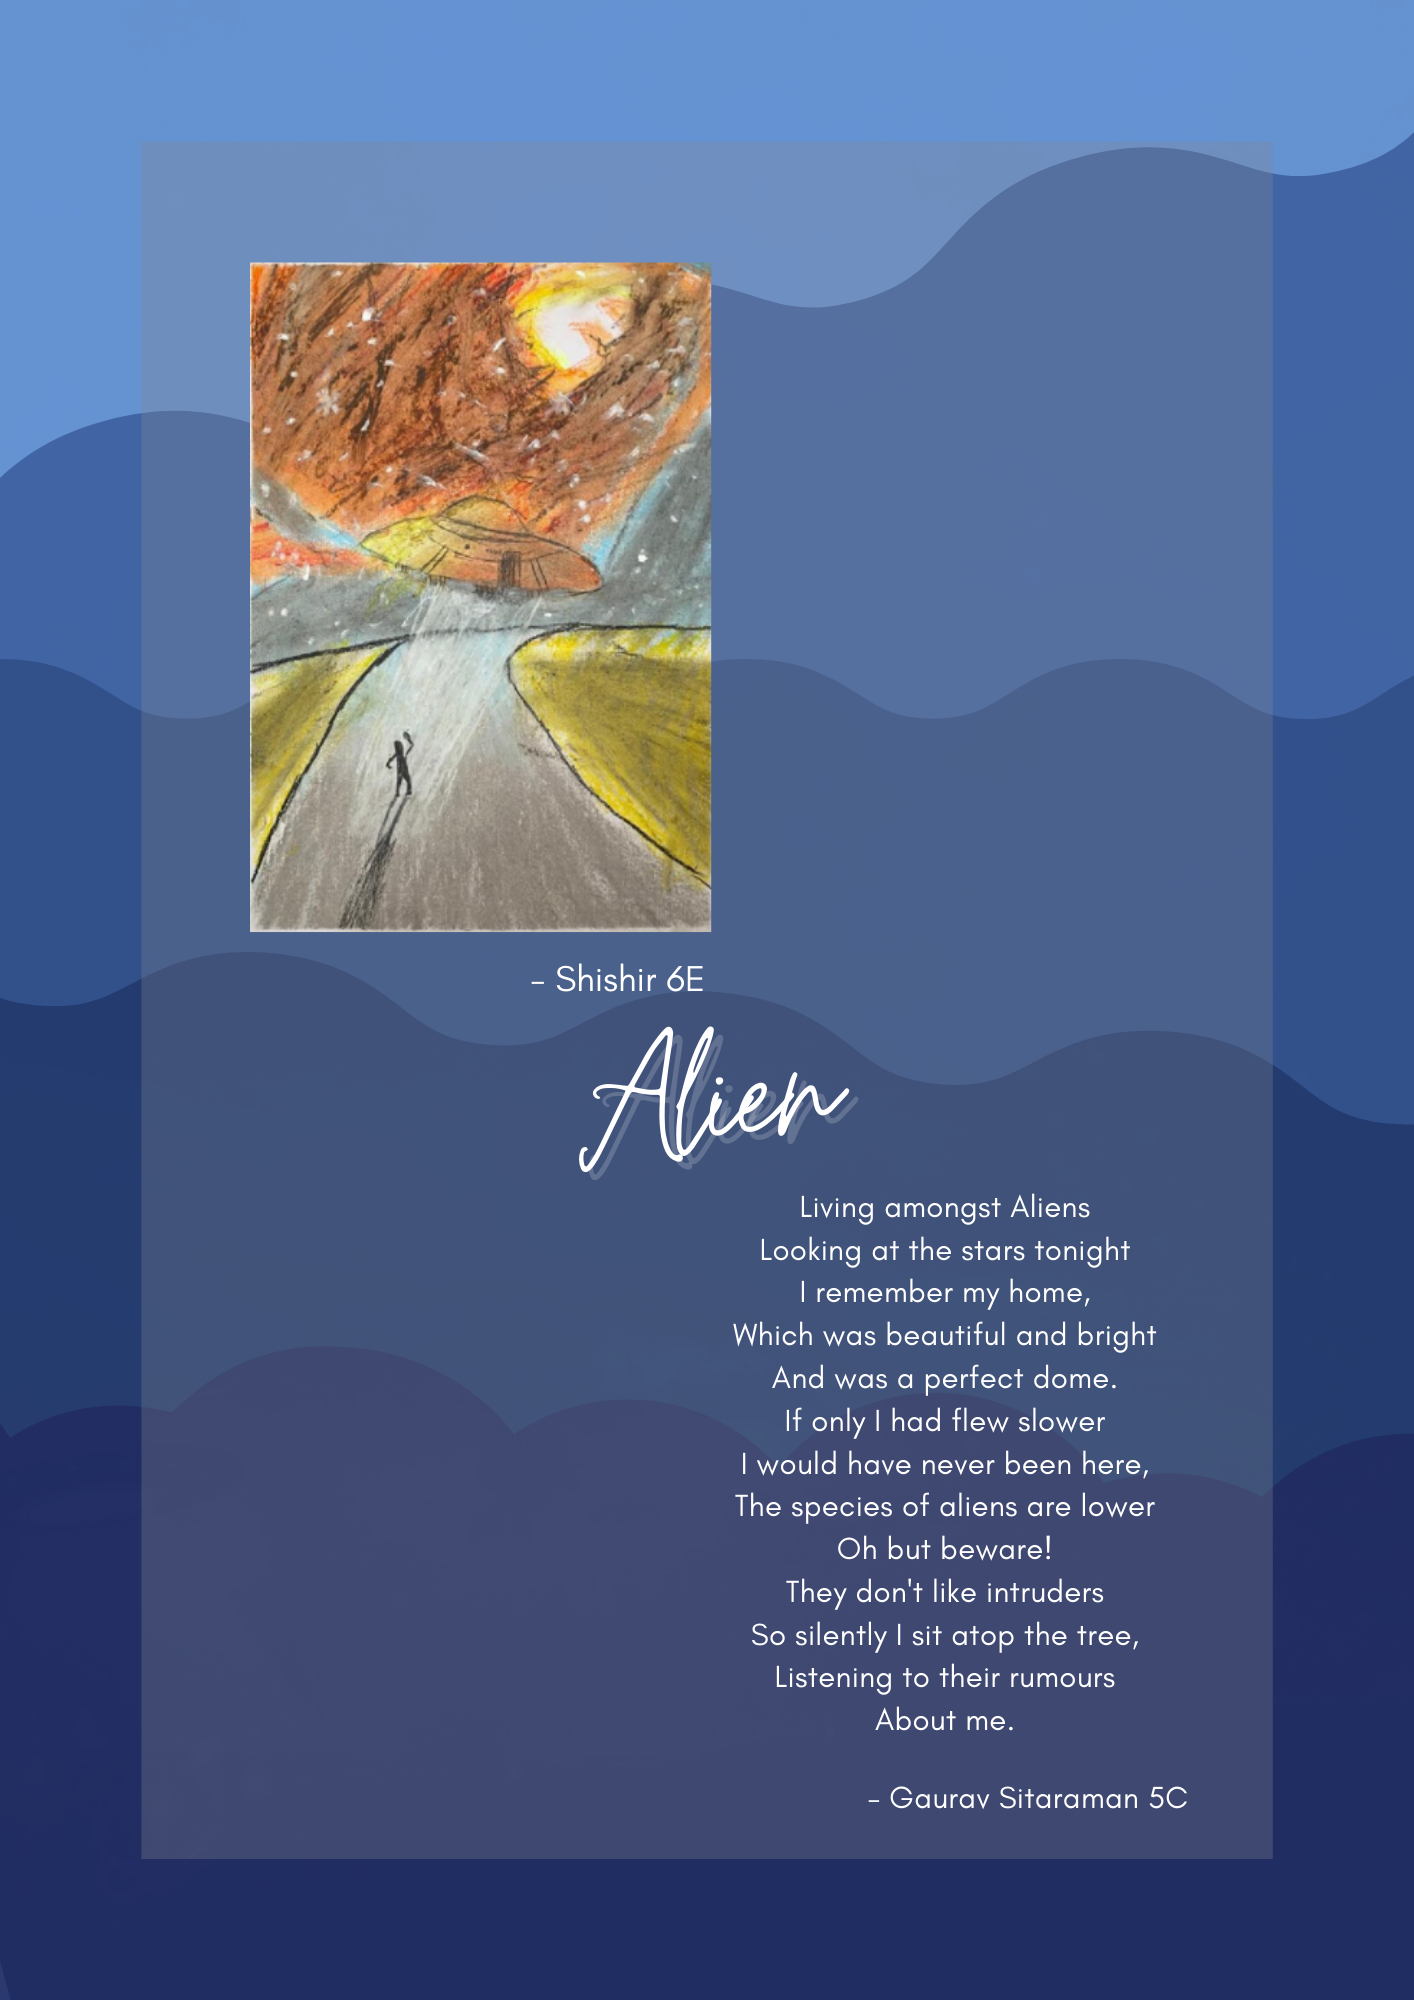 - Shishir 6E
Alien
Living amongst Aliens
Looking at the stars tonight
I remember my home,
Which was beautiful and bright
And was a perfect dome.
If only I had flew slower
I would have never been here,
The species of aliens are lower
Oh but beware!
They don't like intruders
So silently I sit atop the tree,
Listening to their rumours
About me.
- Gaurav Sitaraman 5C